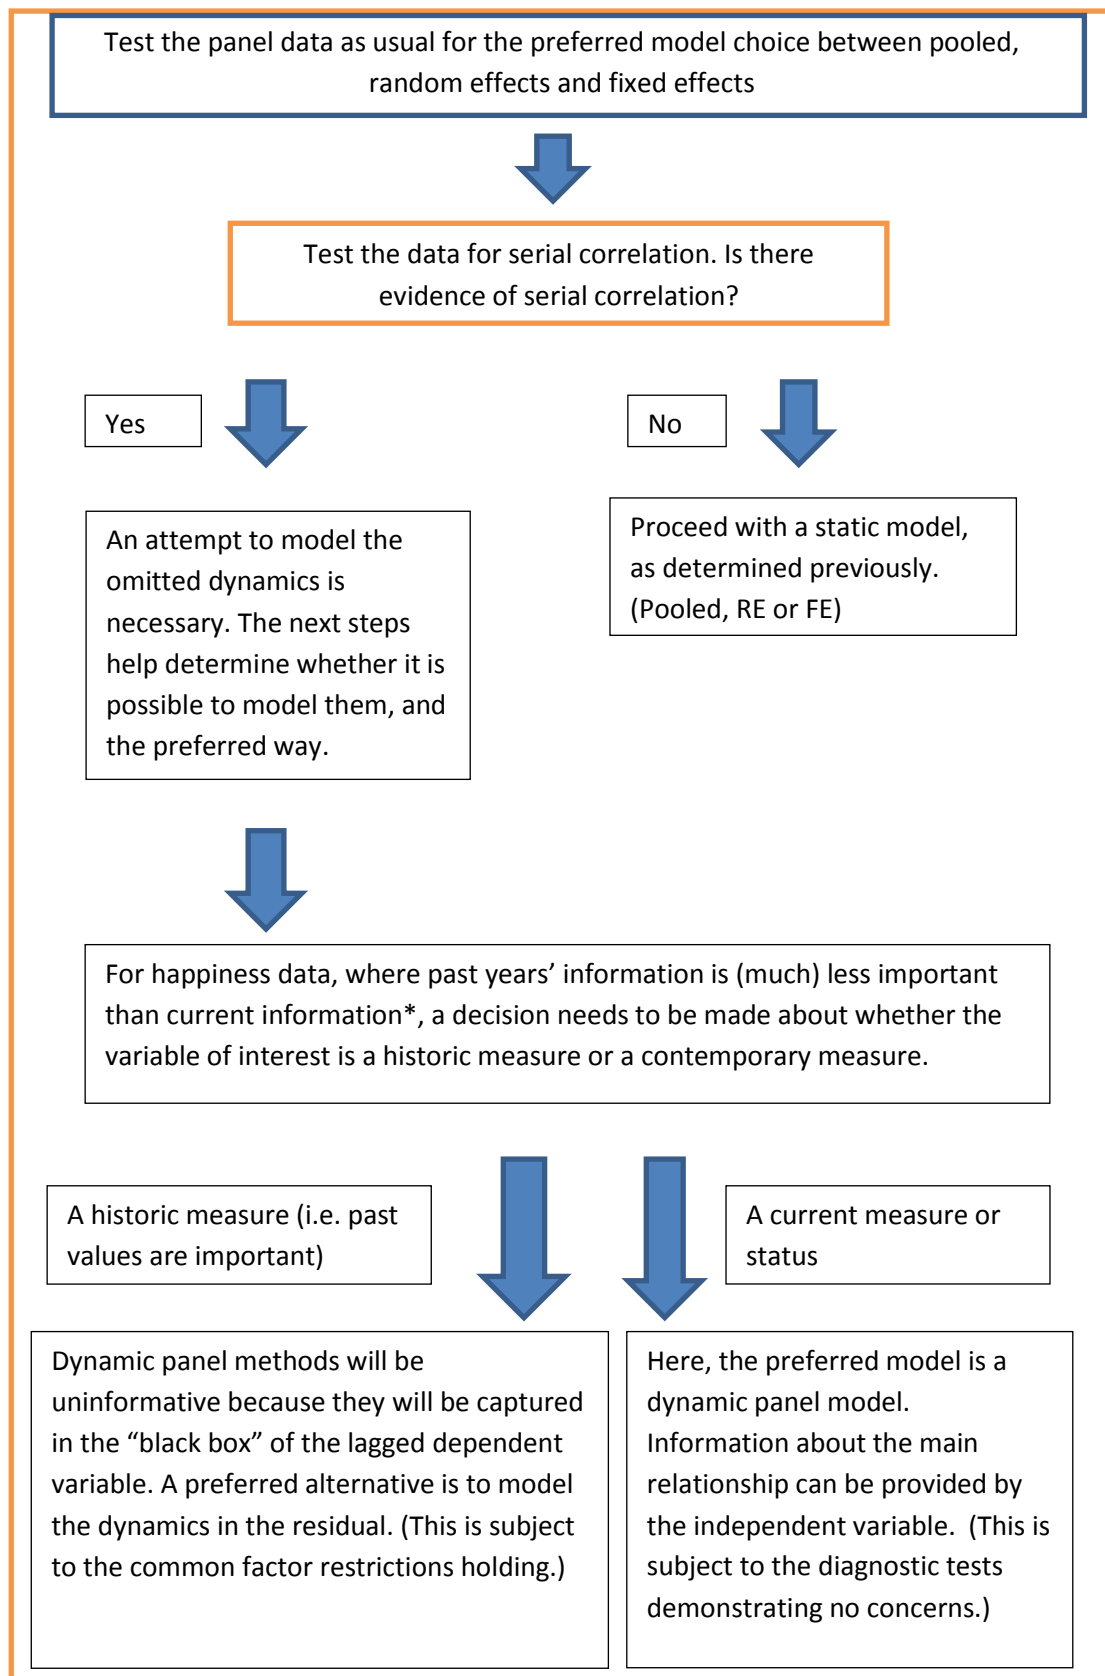 Test the panel data as usual for the preferred model choice between pooled,
random effects and fixed effects
Test the data for serial correlation. Is there
evidence of serial correlation?
Yes
No
An attempt to model the
omitted dynamics is
necessary. The next steps
help determine whether it is
possible to model them, and
the preferred way.
Proceed with a static model,
as determined previously.
(Pooled, RE or FE)
For happiness data, where past years’ information is (much) less important
than current information*, a decision needs to be made about whether the
variable of interest is a historic measure or a contemporary measure.
A historic measure (i.e. past
values are important)
A current measure or
status
Dynamic panel methods will be
uninformative because they will be captured
in the “black box” of the lagged dependent
variable. A preferred alternative is to model
the dynamics in the residual. (This is subject
to the common factor restrictions holding.)
Here, the preferred model is a
dynamic panel model.
Information about the main
relationship can be provided by
the independent variable.  (This is
subject to the diagnostic tests
demonstrating no concerns.)